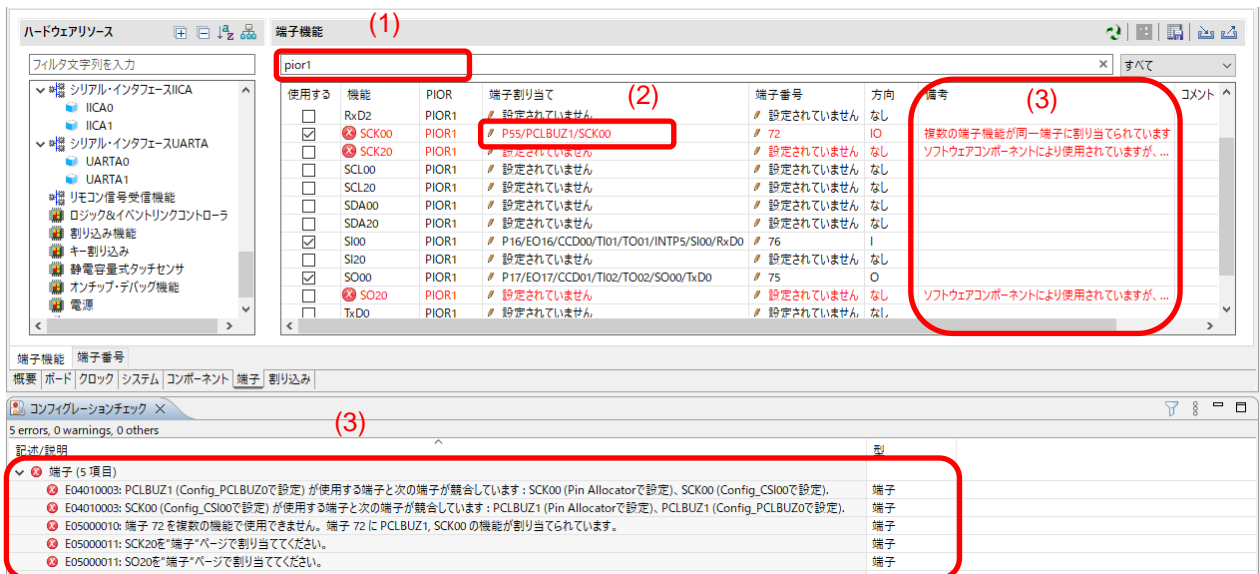 (1)
ハードウェアリソース
端子機能
フィルタ文字列を入力
pior1
すべて
シリアル・インタフェースIICA
IICA0
IICA1
シリアル・インタフェースUARTA
UARTA0
UARTA1
リモコン信号受信機能
ロジック&イベントリンクコントローラ
割り込み機能
キー割り込み
静電容量式タッチセンサ
オンチップ・デバッグ機能
電源
(2)
(3)
使用する 機能 PIOR 端子割り当て 端子番号 方向 備考 コメント
RxD2 PIOR1 設定されていません 設定されていません なし
SCK00 PIOR1 P55/PCLBUZ1/SCK00 72 IO 複数の端子機能が同一端子に割り当てられています
SCK20 PIOR1 設定されていません 設定されていません なし ソフトウェアコンポーネントにより使用されていますが、...
SCL00 PIOR1 設定されていません 設定されていません なし
SCL20 PIOR1 設定されていません 設定されていません なし
SDA00 PIOR1 設定されていません 設定されていません なし
SDA20 PIOR1 設定されていません 設定されていません なし
SI00 PIOR1 P16/EO16/CCD00/TI01/TO01/INTP5/SI00/RxD0 76 I
SI20 PIOR1 設定されていません 設定されていません なし
SO00 PIOR1 P17/EO17/CCD01/TI02/TO02/SO00/TxD0 75 O
SO20 PIOR1 設定されていません 設定されていません なし ソフトウェアコンポーネントにより使用されていますが、...
TxD0 PIOR1 設定されていません 設定されていません なし
端子機能 端子番号
概要 ボード クロック システム コンポーネント 端子 割り込み
コンフィグレーションチェック
5 errors, 0 warnings, 0 others
(3)
記述/説明 型
端子 (5 項目)
E04010003: PCLBUZ1 (Config_PCLBUZ0で設定) が使用する端子と次の端子が競合しています : SCK00 (Pin Allocatorで設定)、SCK00 (Config_CSI00で設定). 端子
E04010003: SCK00 (Config_CSI00で設定) が使用する端子と次の端子が競合しています : PCLBUZ1 (Pin Allocatorで設定)、PCLBUZ1 (Config_PCLBUZ0で設定). 端子
E05000010: 端子 72 を複数の機能で使用できません。端子 72 に PCLBUZ1, SCK00 の機能が割り当てられています。 端子
E05000011: SCK20を"端子"ページで割り当ててください。 端子
E05000011: SO20を"端子"ページで割り当ててください。 端子